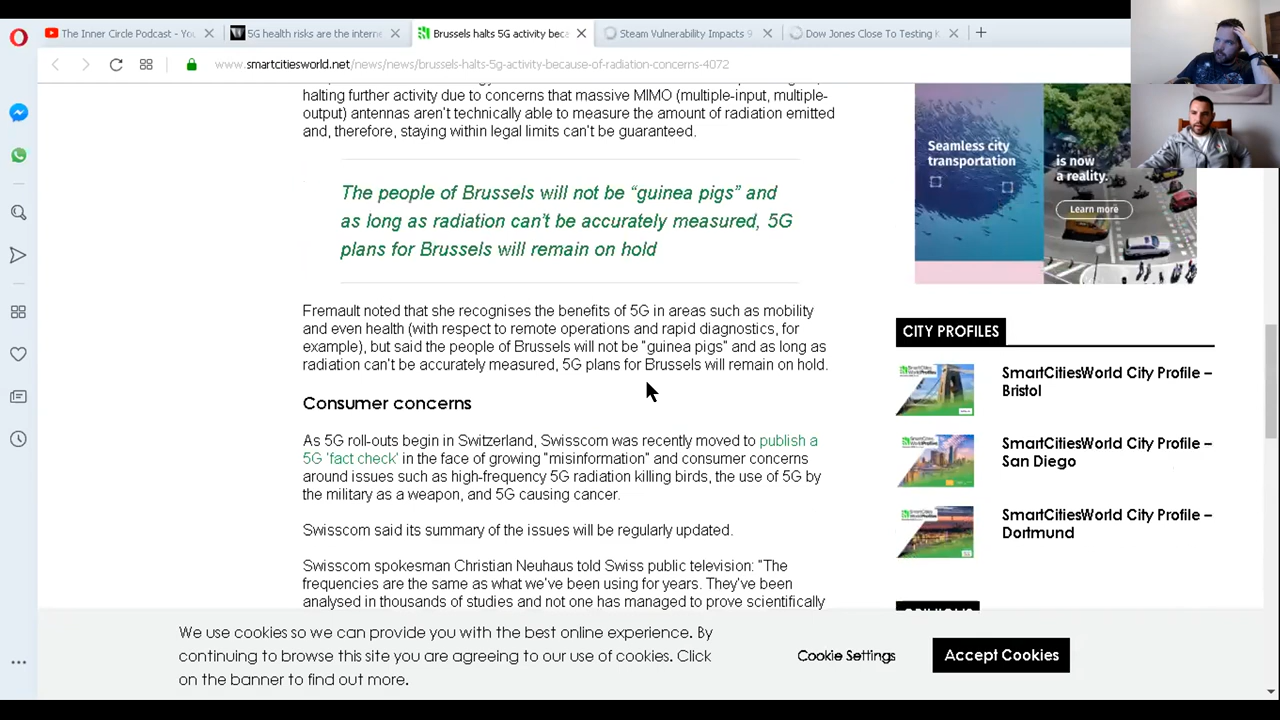 The Inner Circle Podcast - Yo
5G health risks are the intern
Brussels halts 5G activity beca
Steam Vulnerability Impacts 9
Dow Jones Close To Testing K
www.smartcitiesworld.net/news/news/brussels-halts-5g-activity-because-of-radiation-concerns-4072
halting further activity due to concerns that massive MIMO (multiple-input, multiple-
output) antennas aren't technically able to measure the amount of radiation emitted
and, therefore, staying within legal limits can't be guaranteed.
The people of Brussels will not be “guinea pigs” and
as long as radiation can’t be accurately measured, 5G
plans for Brussels will remain on hold
Fremault noted that she recognises the benefits of 5G in areas such as mobility
and even health (with respect to remote operations and rapid diagnostics, for
example), but said the people of Brussels will not be "guinea pigs" and as long as
radiation can't be accurately measured, 5G plans for Brussels will remain on hold.
Consumer concerns
As 5G roll-outs begin in Switzerland, Swisscom was recently moved to publish a
5G 'fact check' in the face of growing "misinformation" and consumer concerns
around issues such as high-frequency 5G radiation killing birds, the use of 5G by
the military as a weapon, and 5G causing cancer.
Swisscom said its summary of the issues will be regularly updated.
Swisscom spokesman Christian Neuhaus told Swiss public television: "The
frequencies are the same as what we've been using for years. They've been
analysed in thousands of studies and not one has managed to prove scientifically
Seamless city
transportation
is now
a reality.
Learn more
CITY PROFILES
SmartCitiesWorld City Profile –
Bristol
SmartCitiesWorld City Profile –
San Diego
SmartCitiesWorld City Profile –
Dortmund
OPINIONS
We use cookies so we can provide you with the best online experience. By
continuing to browse this site you are agreeing to our use of cookies. Click
on the banner to find out more.
Cookie Settings
Accept Cookies